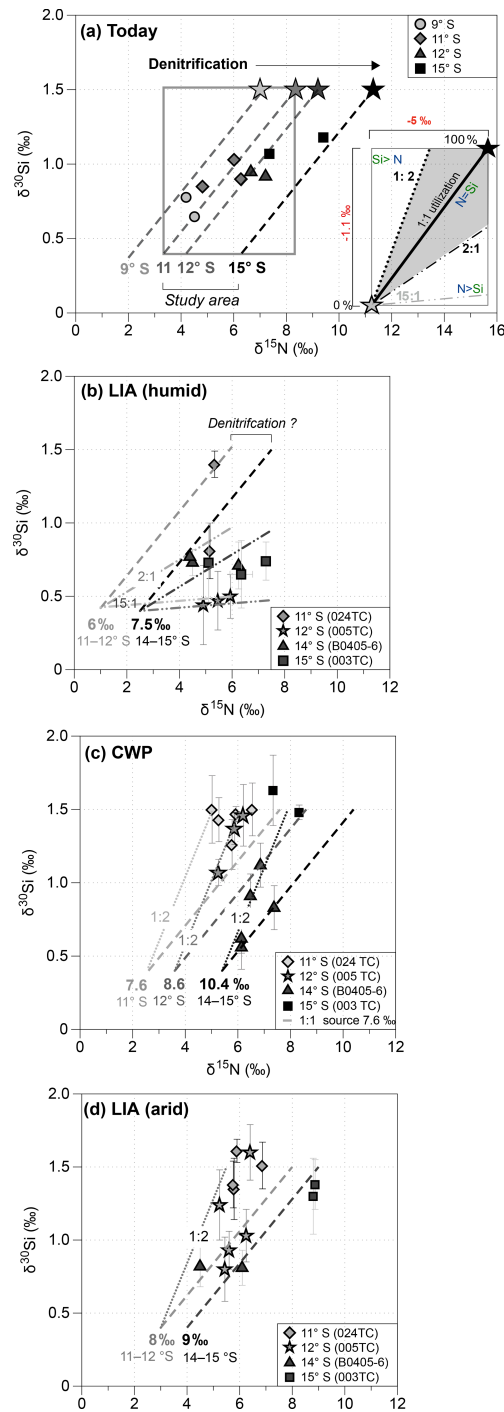 (a) Today
Denitrification
9° S
11° S
12° S
15° S
2.0
1.5
1.0
0.5
0
δ³⁰Si (‰)
-5 ‰
100 %
Si> N
1: 2
1:1 utilization
N=Si
-1.1 ‰
2:1
N>Si
15:1
0 %
9° S 11 12° S 15° S
Study area
0 2 4 6 8 10 12 14 16
δ¹⁵N (‰)
(b) LIA (humid)
Denitrifcation ?
2.0
1.5
1.0
0.5
0
δ³⁰Si (‰)
2:1
15:1
6 ‰ 7.5 ‰
11–12° S 14–15° S
11° S (024TC)
12° S (005TC)
14° S (B0405-6)
15° S (003TC)
0 2 4 6 8 10 12
δ¹⁵N (‰)
(c) CWP
2.0
1.5
1.0
0.5
0
δ³⁰Si (‰)
1:2
1:2
1:2
7.6 8.6 10.4 ‰
11° S 12° S 14–15° S
11° S (024 TC)
12° S (005 TC)
14° S (B0405-6)
15° S (003 TC)
1:1 source 7.6 ‰
0 2 4 6 8 10 12
δ¹⁵N (‰)
(d) LIA (arid)
2.0
1.5
1.0
0.5
0
δ³⁰Si (‰)
1:2
8 ‰ 9 ‰
11–12 °S 14–15 °S
11° S (024TC)
12° S (005TC)
14° S (B0405-6)
15° S (003TC)
0 2 4 6 8 10 12